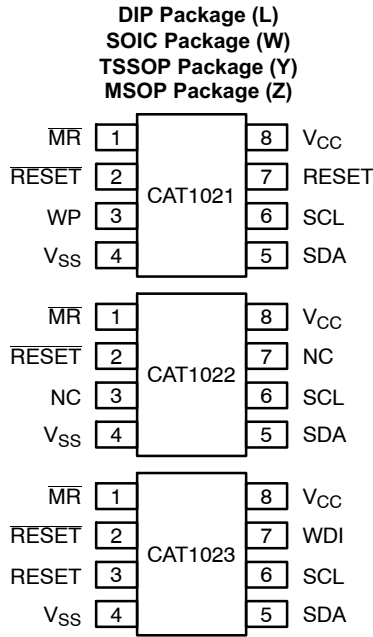 DIP Package (L)
SOIC Package (W)
TSSOP Package (Y)
MSOP Package (Z)
MR 1 8 VCC
RESET 2 7 RESET
CAT1021
WP 3 6 SCL
VSS 4 5 SDA
MR 1 8 VCC
RESET 2 7 NC
CAT1022
NC 3 6 SCL
VSS 4 5 SDA
MR 1 8 VCC
RESET 2 7 WDI
CAT1023
RESET 3 6 SCL
VSS 4 5 SDA